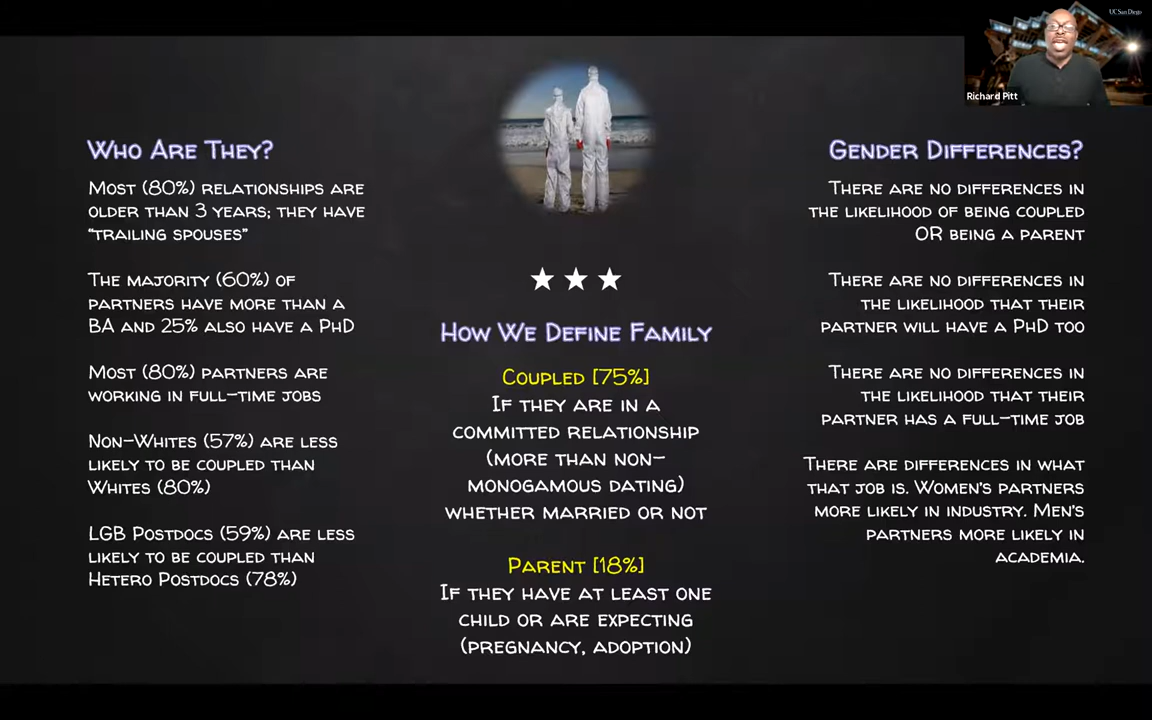 UC San Diego
Richard Pitt
Who Are They?
Most (80%) relationships are
older than 3 years; they have
“trailing spouses”
The majority (60%) of
partners have more than a
BA and 25% also have a PhD
Most (80%) partners are
working in full-time jobs
Non-Whites (57%) are less
likely to be coupled than
Whites (80%)
LGB Postdocs (59%) are less
likely to be coupled than
Hetero Postdocs (78%)
How We Define Family
Coupled [75%]
If they are in a
committed relationship
(more than non-
monogamous dating)
whether married or not
Parent [18%]
If they have at least one
child or are expecting
(pregnancy, adoption)
Gender Differences?
There are no differences in
the likelihood of being coupled
OR being a parent
There are no differences in
the likelihood that their
partner will have a PhD too
There are no differences in
the likelihood that their
partner has a full-time job
There are differences in what
that job is. Women's partners
more likely in industry. Men's
partners more likely in
academia.